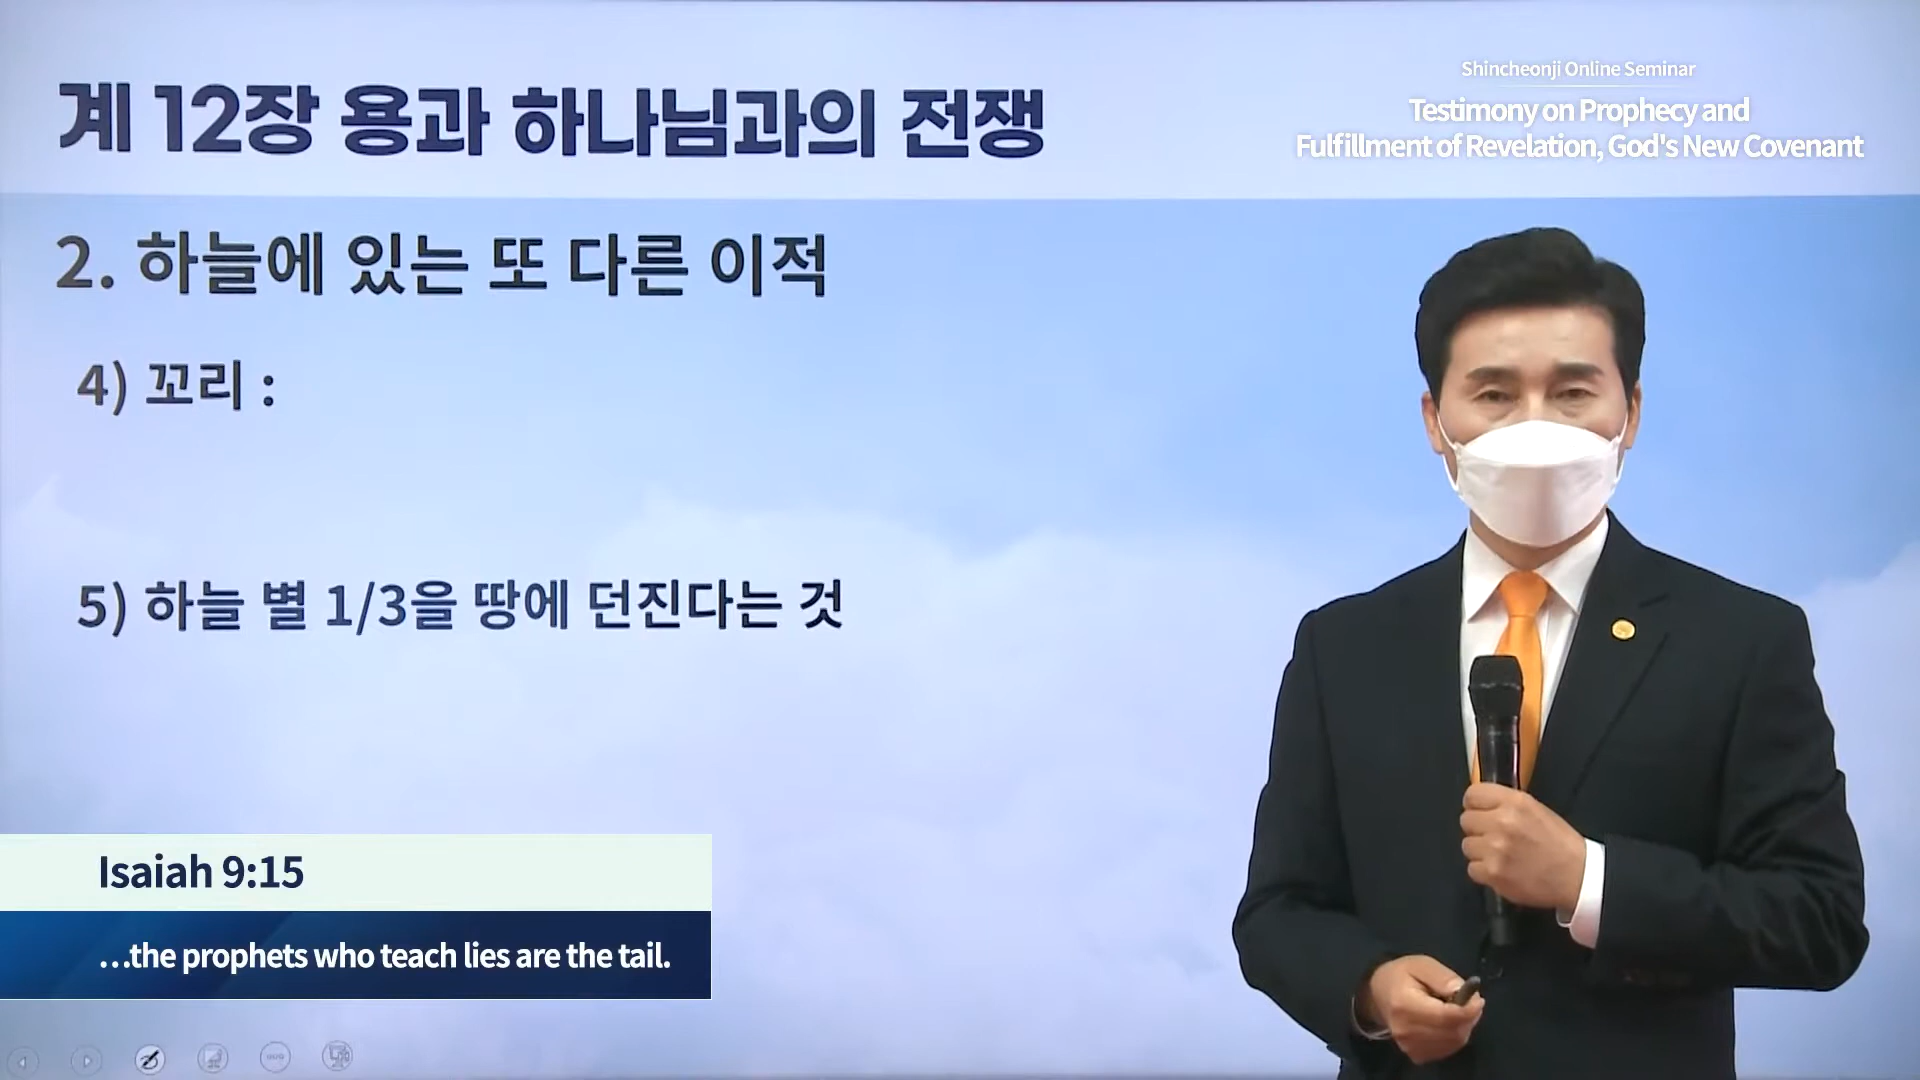 계 12장 용과 하나님과의 전쟁
Shincheonji Online Seminar
Testimony on Prophecy and
Fulfillment of Revelation, God's New Covenant
2. 하늘에 있는 또 다른 이적
4) 꼬리 :
5) 하늘 별 1/3을 땅에 던진다는 것
Isaiah 9:15
…the prophets who teach lies are the tail.